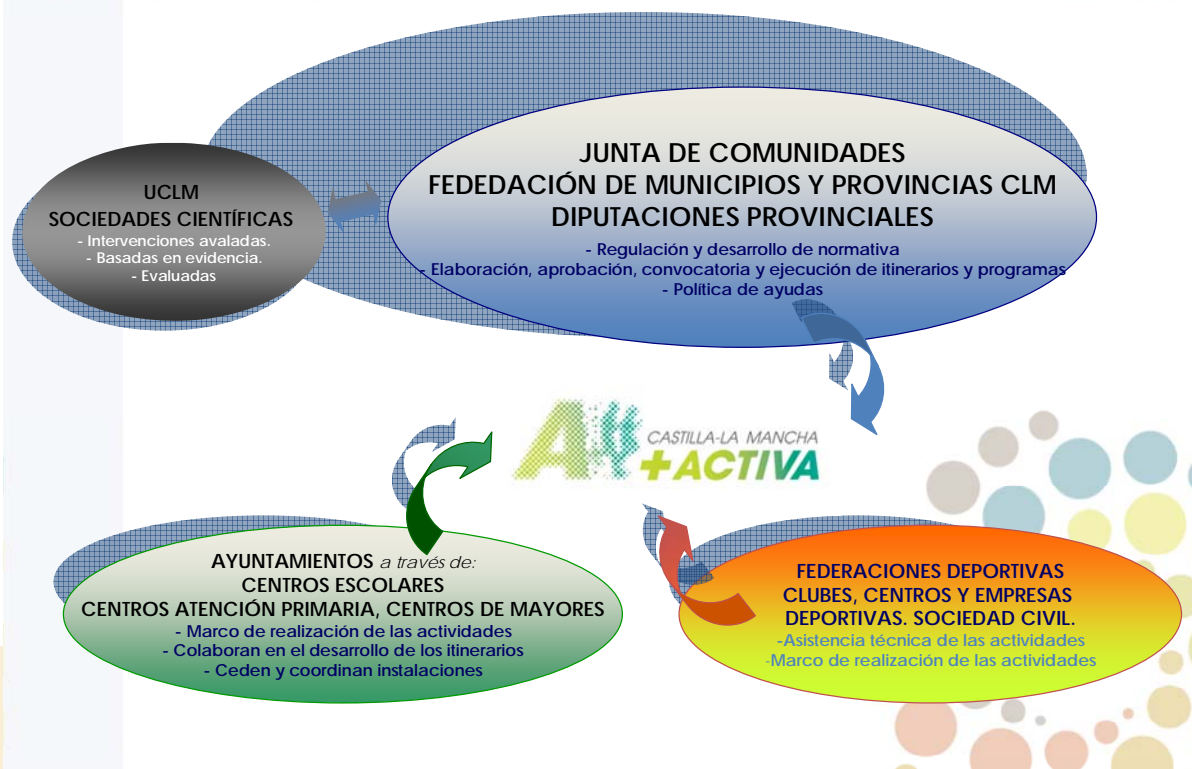 JUNTA DE COMUNIDADES
FEDEDACIÓN DE MUNICIPIOS Y PROVINCIAS CLM
DIPUTACIONES PROVINCIALES
- Regulación y desarrollo de normativa
- Elaboración, aprobación, convocatoria y ejecución de itinerarios y programas
- Política de ayudas
UCLM
SOCIEDADES CIENTÍFICAS
- Intervenciones avaladas.
- Basadas en evidencia.
- Evaluadas
CASTILLA-LA MANCHA
+ACTIVA
AYUNTAMIENTOS a través de:
CENTROS ESCOLARES
CENTROS ATENCIÓN PRIMARIA, CENTROS DE MAYORES
- Marco de realización de las actividades
- Colaboran en el desarrollo de los itinerarios
- Ceden y coordinan instalaciones
FEDERACIONES DEPORTIVAS
CLUBES, CENTROS Y EMPRESAS
DEPORTIVAS. SOCIEDAD CIVIL.
-Asistencia técnica de las actividades
-Marco de realización de las actividades